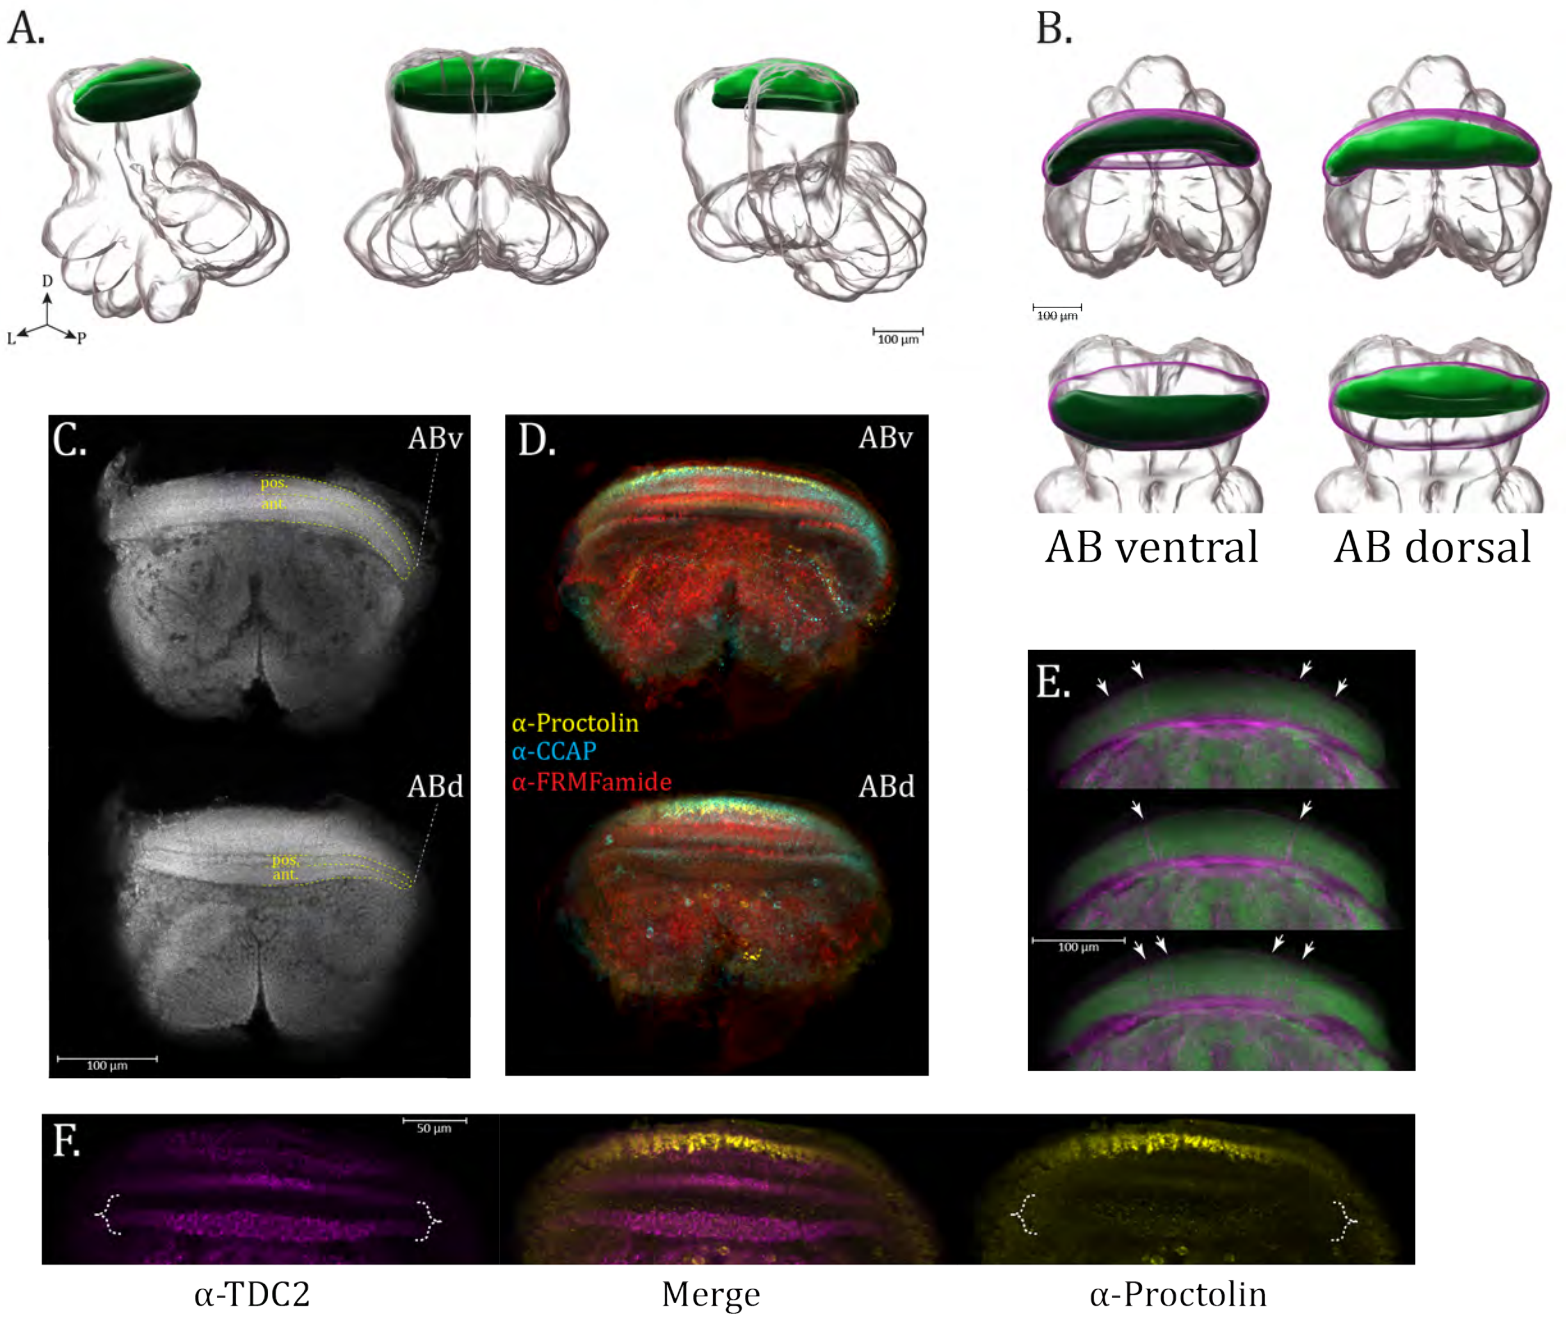 A.
D
L
P
100 µm
B.
100 µm
AB ventral
AB dorsal
C.
ABv
pos.
ant.
ABd
pos.
ant.
100 µm
D.
ABv
α-Proctolin
α-CCAP
α-FRMFamide
ABd
E.
100 µm
F.
50 µm
α-TDC2
Merge
α-Proctolin